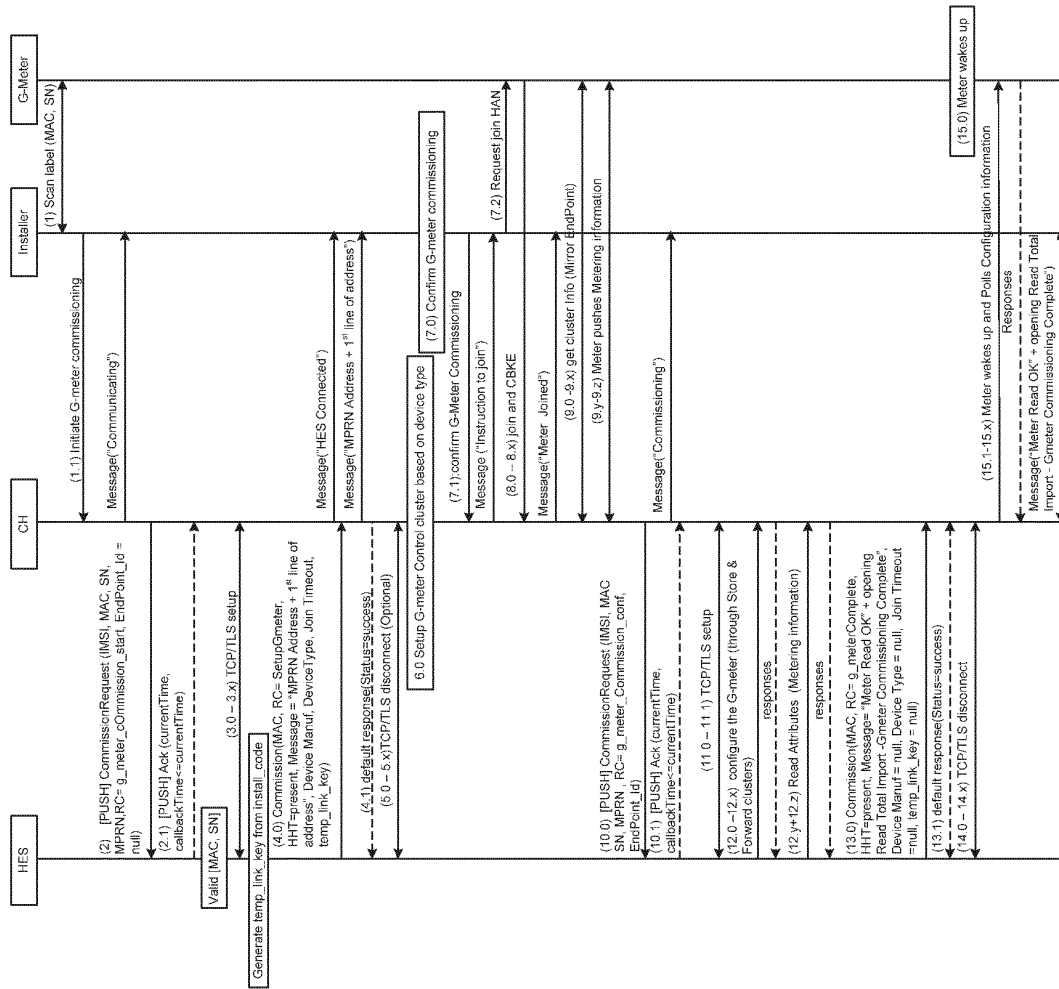 HES
CH
Installer
G-Meter
(1) Scan label (MAC, SN)
(1.1) Initiate G-meter commissioning
Message("Communicating")
(2) [PUSH] CommissionRequest (IMSI, MAC, SN,
MPRN,RC= g_meter_cOmmission_start, EndPoint_Id =
null)
(2.1) [PUSH] Ack (currentTime,
callbackTime<=currentTime)
Valid [MAC, SN]
(3.0 – 3.x) TCP/TLS setup
Generate temp_link_key from install_code
Message("HES Connected")
(4.0) Commission(MAC, RC= SetupGmeter,
HHT=present, Message = "MPRN Address + 1st line of
address", Device Manuf, DeviceType, Join Timeout,
temp_link_key)
Message("MPRN Address + 1st line of address")
(4.1) default response(Status=success)
(5.0 – 5.x)TCP/TLS disconnect (Optional)
6.0 Setup G-meter Control cluster based on device type
(7.0) Confirm G-meter commissioning
(7.1):confirm G-Meter Commissioning
Message ("Instruction to join")
(7.2) Request join HAN
(8.0 – 8.x) join and CBKE
Message("Meter Joined")
(9.0 -9.x) get cluster Info (Mirror EndPoint)
(9.y-9.z) Meter pushes Metering information
(10.0) [PUSH] CommissionRequest (IMSI, MAC
SN, MPRN , RC= g_meter_Commission_conf,
EndPoint_Id)
Message("Commissioning")
(10.1) [PUSH] Ack (currentTime,
callbackTime<=currentTime)
(11.0 – 11.1) TCP/TLS setup
(12.0 –12.x) configure the G-meter (through Store &
Forward clusters)
responses
(12.y+12.z) Read Attributes (Metering information)
responses
(13.0) Commission(MAC, RC= g_meterComplete,
HHT=present, Message= "Meter Read OK" + opening
Read Total Import -Gmeter Commissioning Complete",
Device Manuf = null, Device Type = null, Join Timeout
=null, temp_link_key = null)
(13.1) default response(Status=success)
(14.0 – 14.x) TCP/TLS disconnect
(15.0) Meter wakes up
(15.1-15.x) Meter wakes up and Polls Configuration information
Responses
Message("Meter Read OK" + opening Read Total
Import - Gmeter Commissioning Complete")